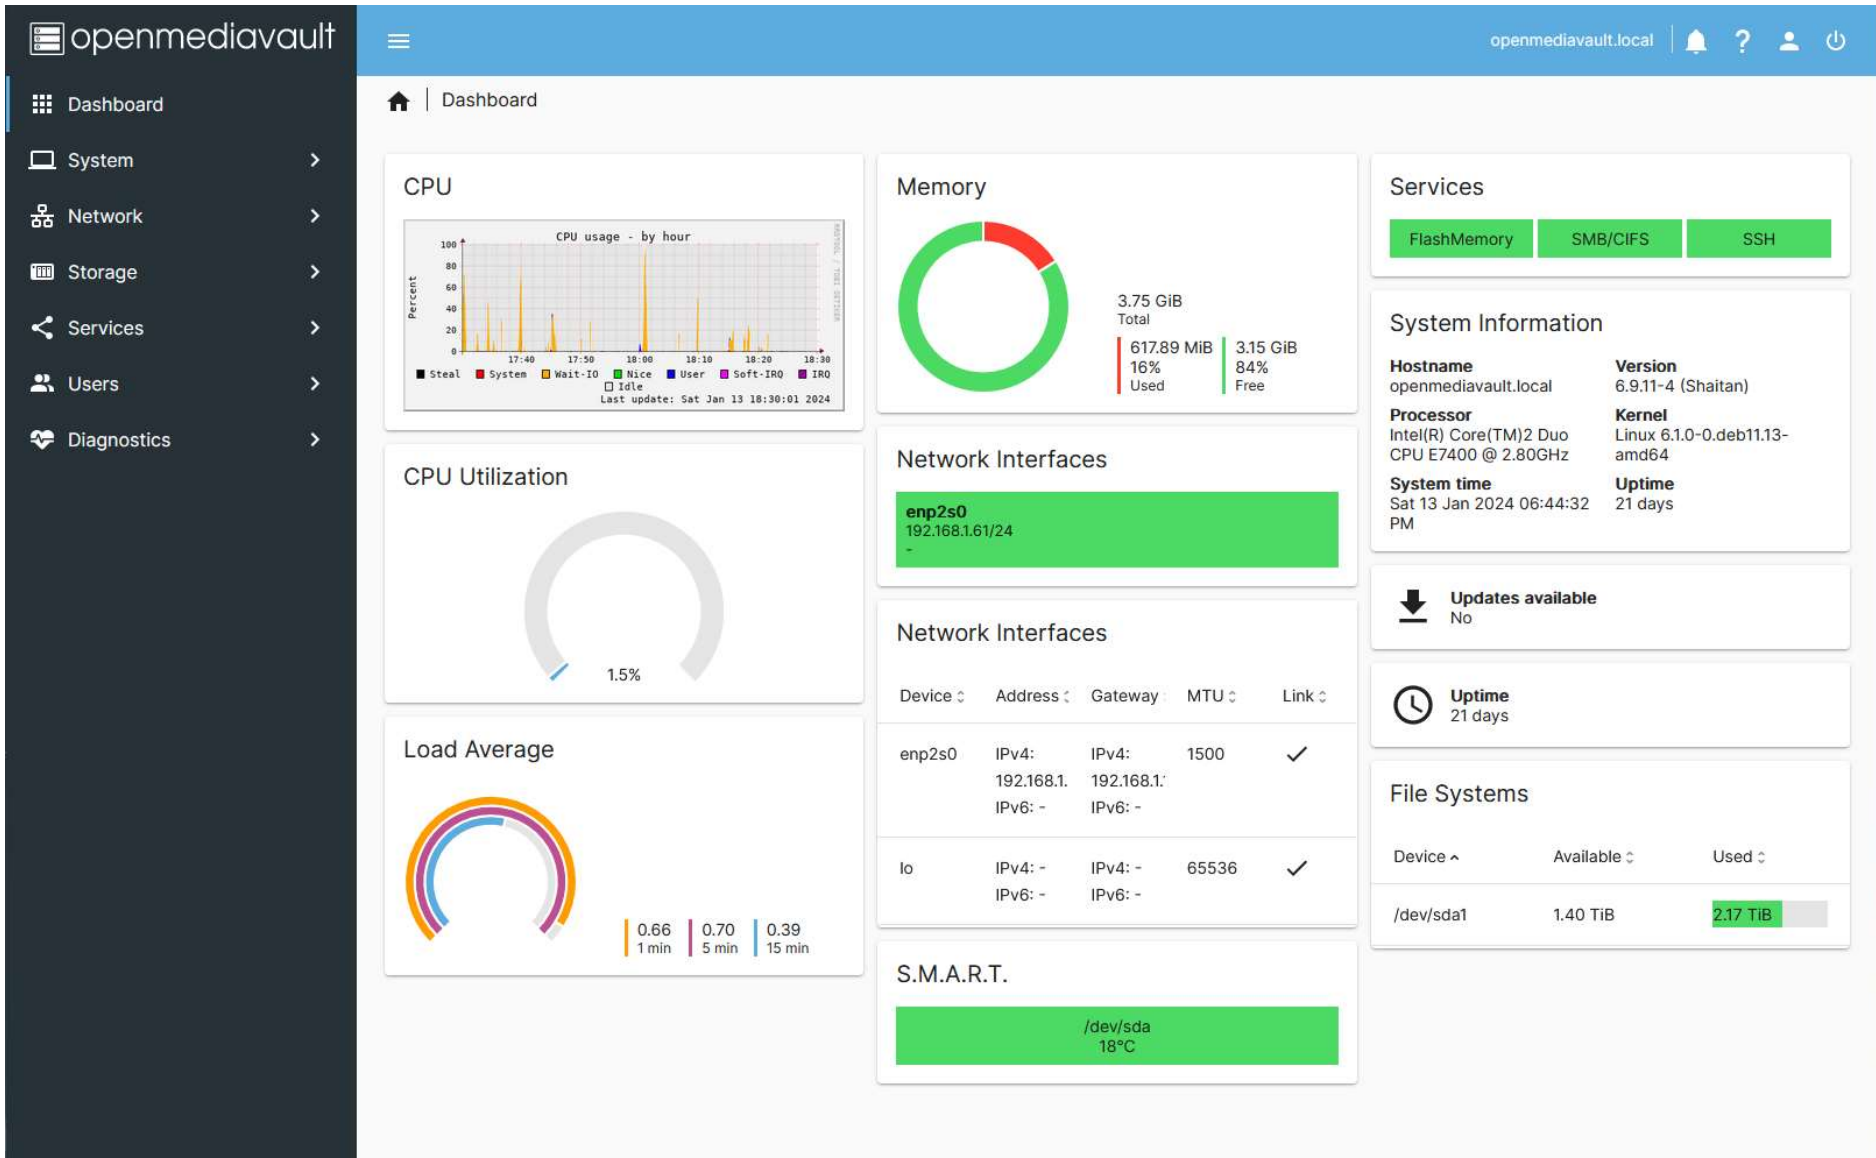 openmediavault
openmediavault.local
Dashboard
System
Network
Storage
Services
Users
Diagnostics
Dashboard
CPU
CPU usage - by hour
Percent
100
80
60
40
20
0
17:40 17:50 18:00 18:10 18:20 18:30
Steal System Wait-IO Nice User Soft-IRQ IRQ
Idle
Last update: Sat Jan 13 18:30:01 2024
CPU Utilization
1.5%
Load Average
0.66 0.70 0.39
1 min 5 min 15 min
Memory
3.75 GiB
Total
617.89 MiB 3.15 GiB
16% 84%
Used Free
Network Interfaces
enp2s0
192.168.1.61/24
-
Network Interfaces
Device Address Gateway MTU Link
enp2s0 IPv4: IPv4: 1500
192.168.1. 192.168.1.
IPv6: - IPv6: -
lo IPv4: - IPv4: - 65536
IPv6: - IPv6: -
S.M.A.R.T.
/dev/sda
18°C
Services
FlashMemory SMB/CIFS SSH
System Information
Hostname Version
openmediavault.local 6.9.11-4 (Shaitan)
Processor Kernel
Intel(R) Core(TM)2 Duo Linux 6.1.0-0.deb11.13-
CPU E7400 @ 2.80GHz amd64
System time Uptime
Sat 13 Jan 2024 06:44:32 21 days
PM
Updates available
No
Uptime
21 days
File Systems
Device Available Used
/dev/sda1 1.40 TiB 2.17 TiB